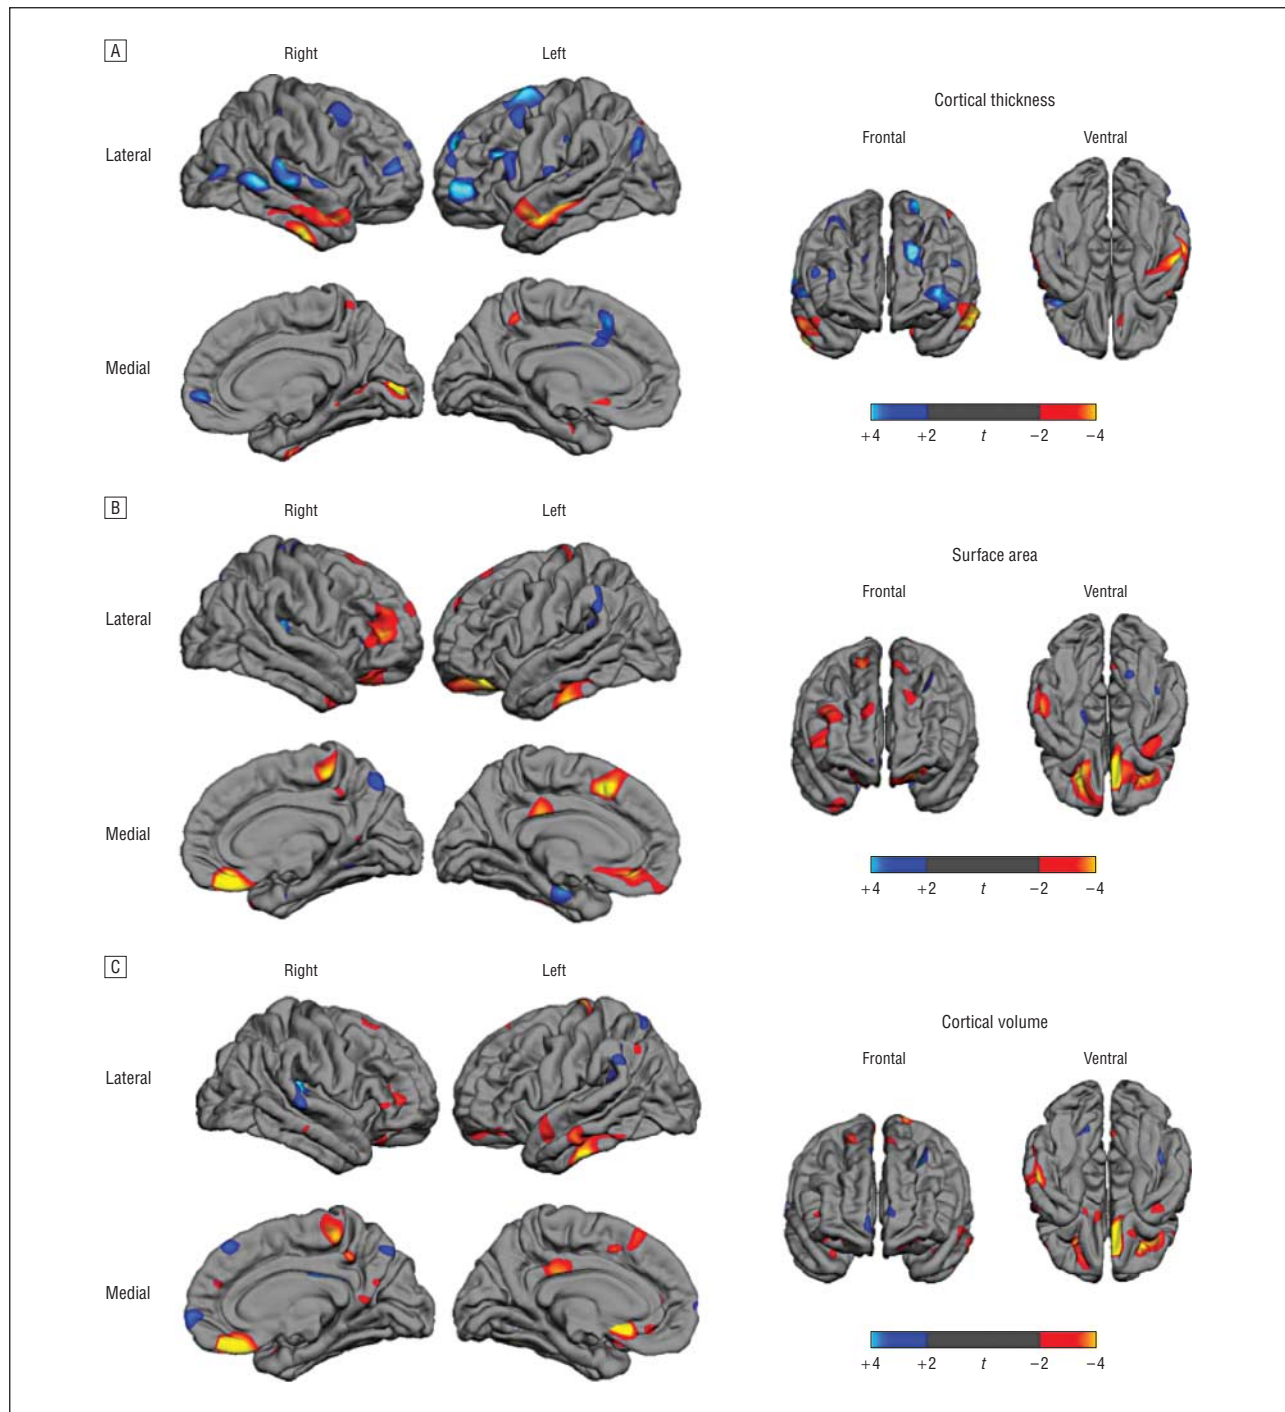 A
Right
Left
Lateral
Medial
Cortical thickness
Frontal
Ventral
+4 +2 t −2 −4
B
Right
Left
Lateral
Medial
Surface area
Frontal
Ventral
+4 +2 t −2 −4
C
Right
Left
Lateral
Medial
Cortical volume
Frontal
Ventral
+4 +2 t −2 −4